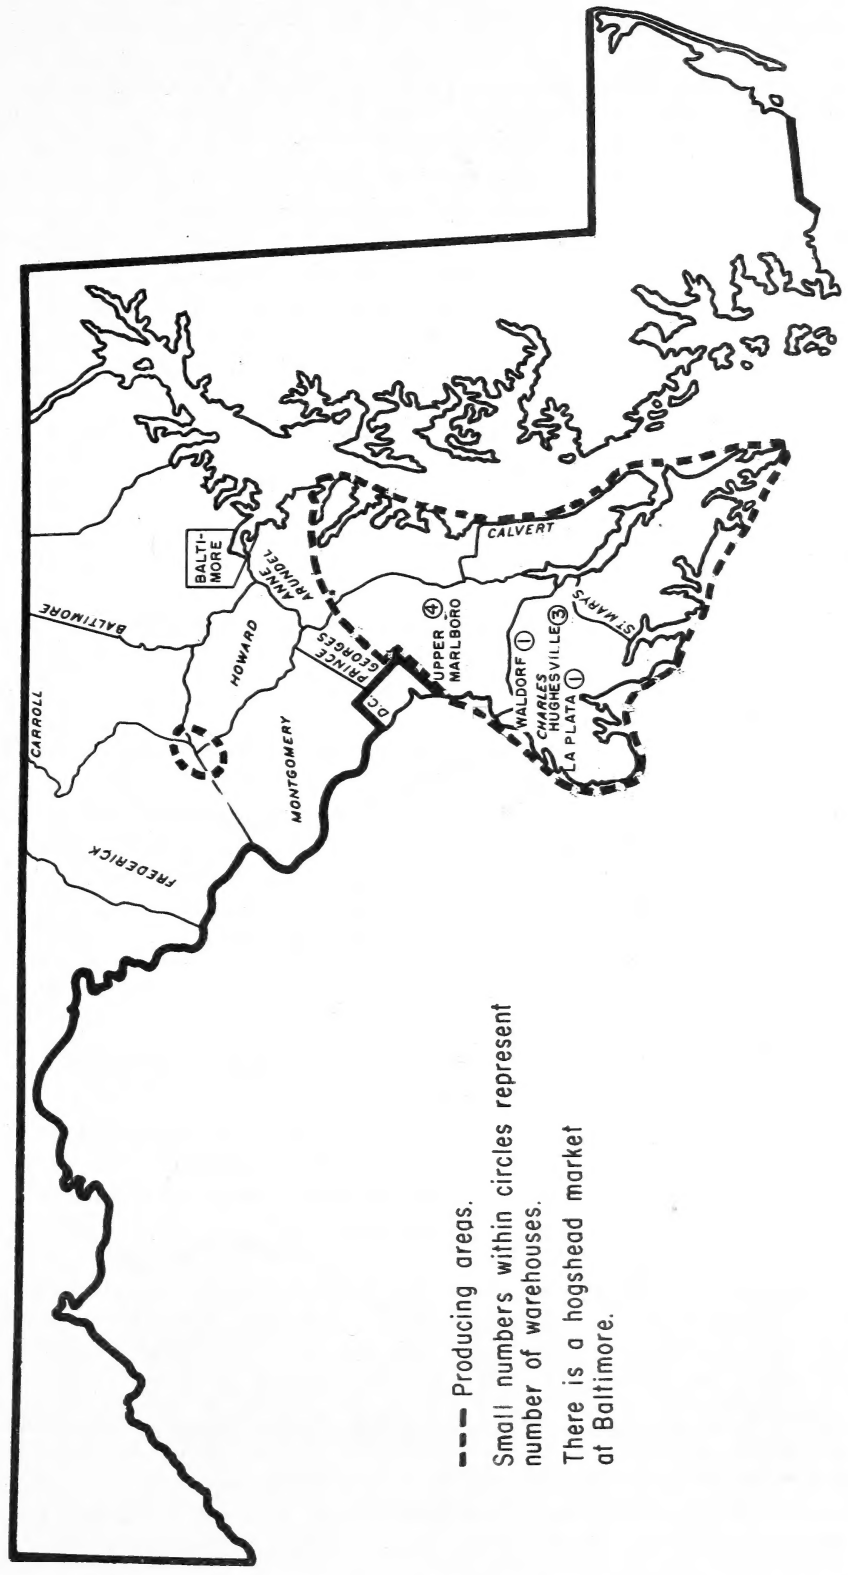 CARROLL
BALTIMORE
FREDERICK
BALTI-
MORE
HOWARD
ANNE
ARUNDEL
MONTGOMERY
PRINCE
GEORGES
D.C.
UPPER ④
MARLBORO
CALVERT
WALDORF ①
CHARLES
HUGHESVILLE ③
LA PLATA ①
ST MARYS
--- Producing areas.
Small numbers within circles represent
number of warehouses.
There is a hogshead market
at Baltimore.